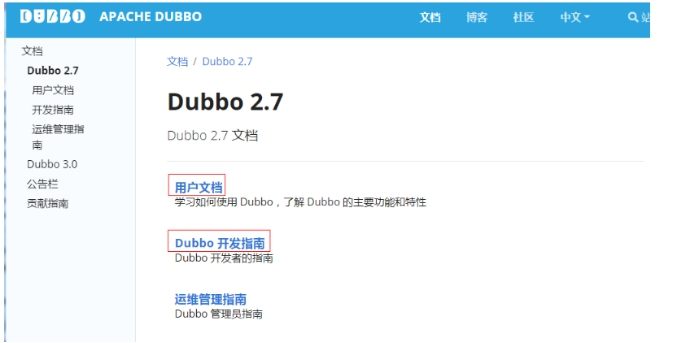 DUBBO APACHE DUBBO 文档 博客 社区 中文 站
文档
Dubbo 2.7
用户文档
开发指南
运维管理指
南
Dubbo 3.0
公告栏
贡献指南
文档 / Dubbo 2.7
Dubbo 2.7
Dubbo 2.7 文档
用户文档
学习如何使用 Dubbo，了解 Dubbo 的主要功能和特性
Dubbo 开发指南
Dubbo 开发者的指南
运维管理指南
Dubbo 管理员指南